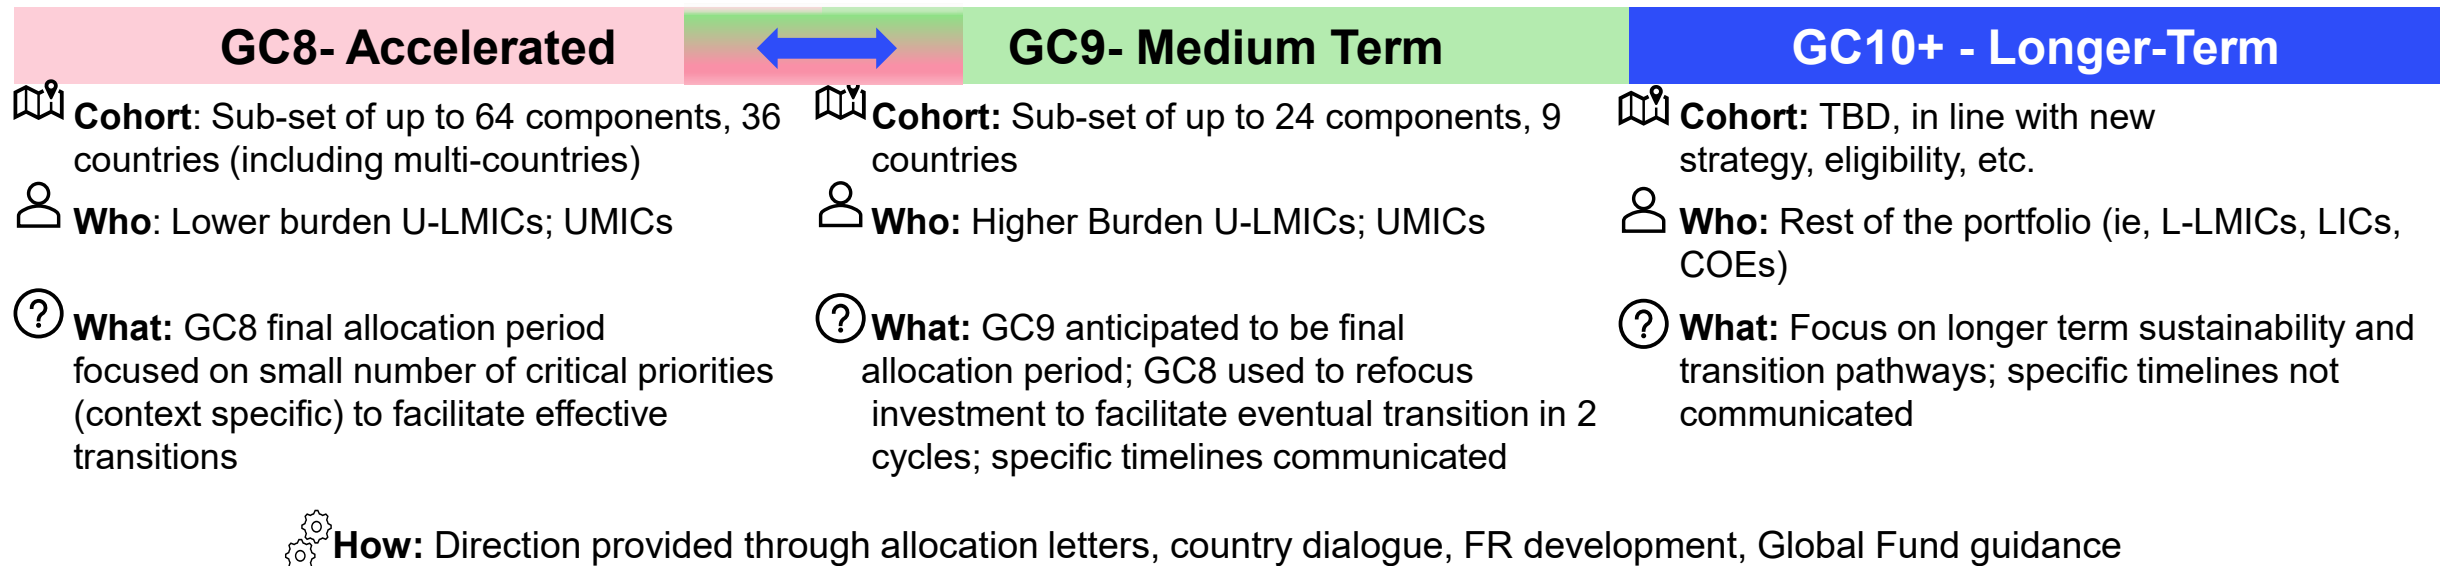 GC8- Accelerated
GC9- Medium Term
GC10+ - Longer-Term
Cohort: Sub-set of up to 64 components, 36
countries (including multi-countries)
Who: Lower burden U-LMICs; UMICs
What: GC8 final allocation period
focused on small number of critical priorities
(context specific) to facilitate effective
transitions
Cohort: Sub-set of up to 24 components, 9
countries
Who: Higher Burden U-LMICs; UMICs
What: GC9 anticipated to be final
allocation period; GC8 used to refocus
investment to facilitate eventual transition in 2
cycles; specific timelines communicated
Cohort: TBD, in line with new
strategy, eligibility, etc.
Who: Rest of the portfolio (ie, L-LMICs, LICs,
COEs)
What: Focus on longer term sustainability and
transition pathways; specific timelines not
communicated
How: Direction provided through allocation letters, country dialogue, FR development, Global Fund guidance